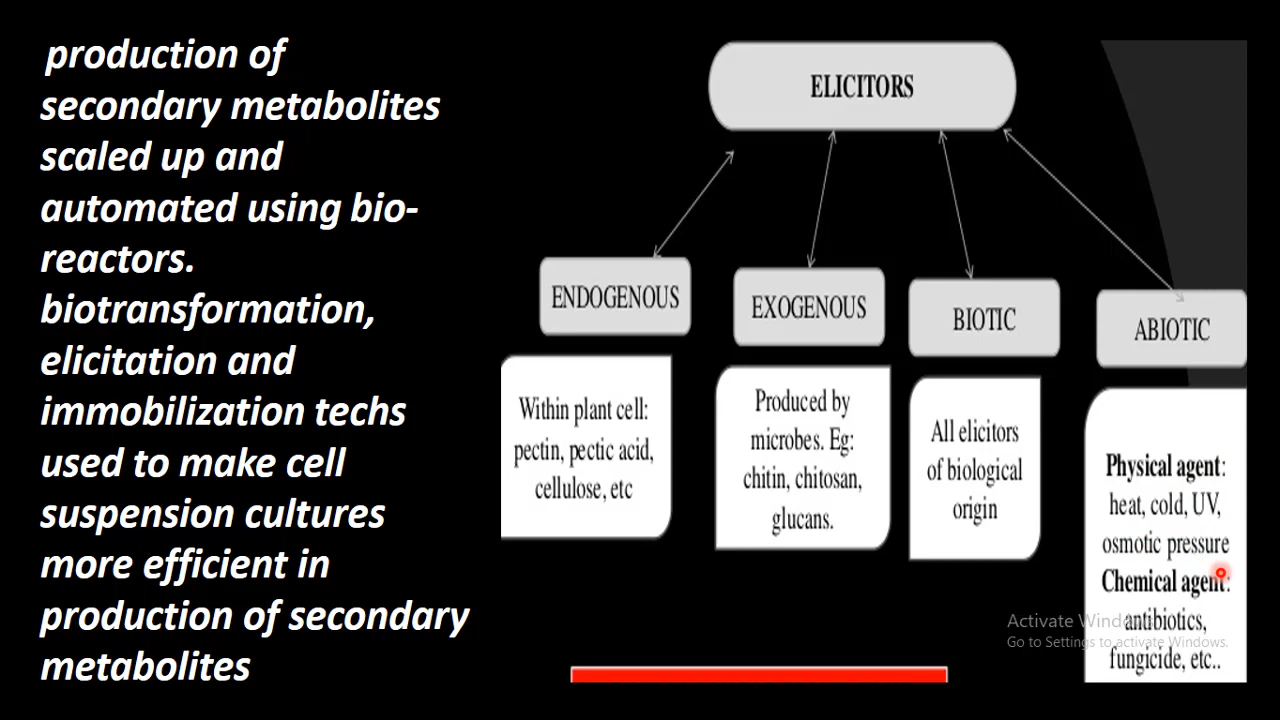 production of
secondary metabolites
scaled up and
automated using bio-
reactors.
biotransformation,
elicitation and
immobilization techs
used to make cell
suspension cultures
more efficient in
production of secondary
metabolites
ELICITORS
ENDOGENOUS
Within plant cell:
pectin, pectic acid,
cellulose, etc
EXOGENOUS
Produced by
microbes. Eg:
chitin, chitosan,
glucans.
BIOTIC
All elicitors
of biological
origin
ABIOTIC
Physical agent:
heat, cold, UV,
osmotic pressure
Chemical agent:
antibiotics,
fungicide, etc..
Activate Windows
Go to Settings to activate Windows.